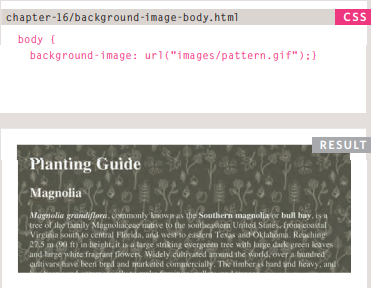 chapter-16/background-image-body.html
CSS
body {
background-image: url("images/pattern.gif");}
RESULT
Planting Guide
Magnolia
Magnolia grandiflora, commonly known as the Southern magnolia or bull bay, is a
tree of the family Magnoliaceae native to the southeastern United States, from coastal
Virginia south to central Florida, and west to eastern Texas and Oklahoma. Reaching
27.5 m (90 ft) in height, it is a large striking evergreen tree with large dark green leaves
and large white fragrant flowers. Widely cultivated around the world, over a hundred
cultivars have been bred and marketed commercially. The timber is hard and heavy, and